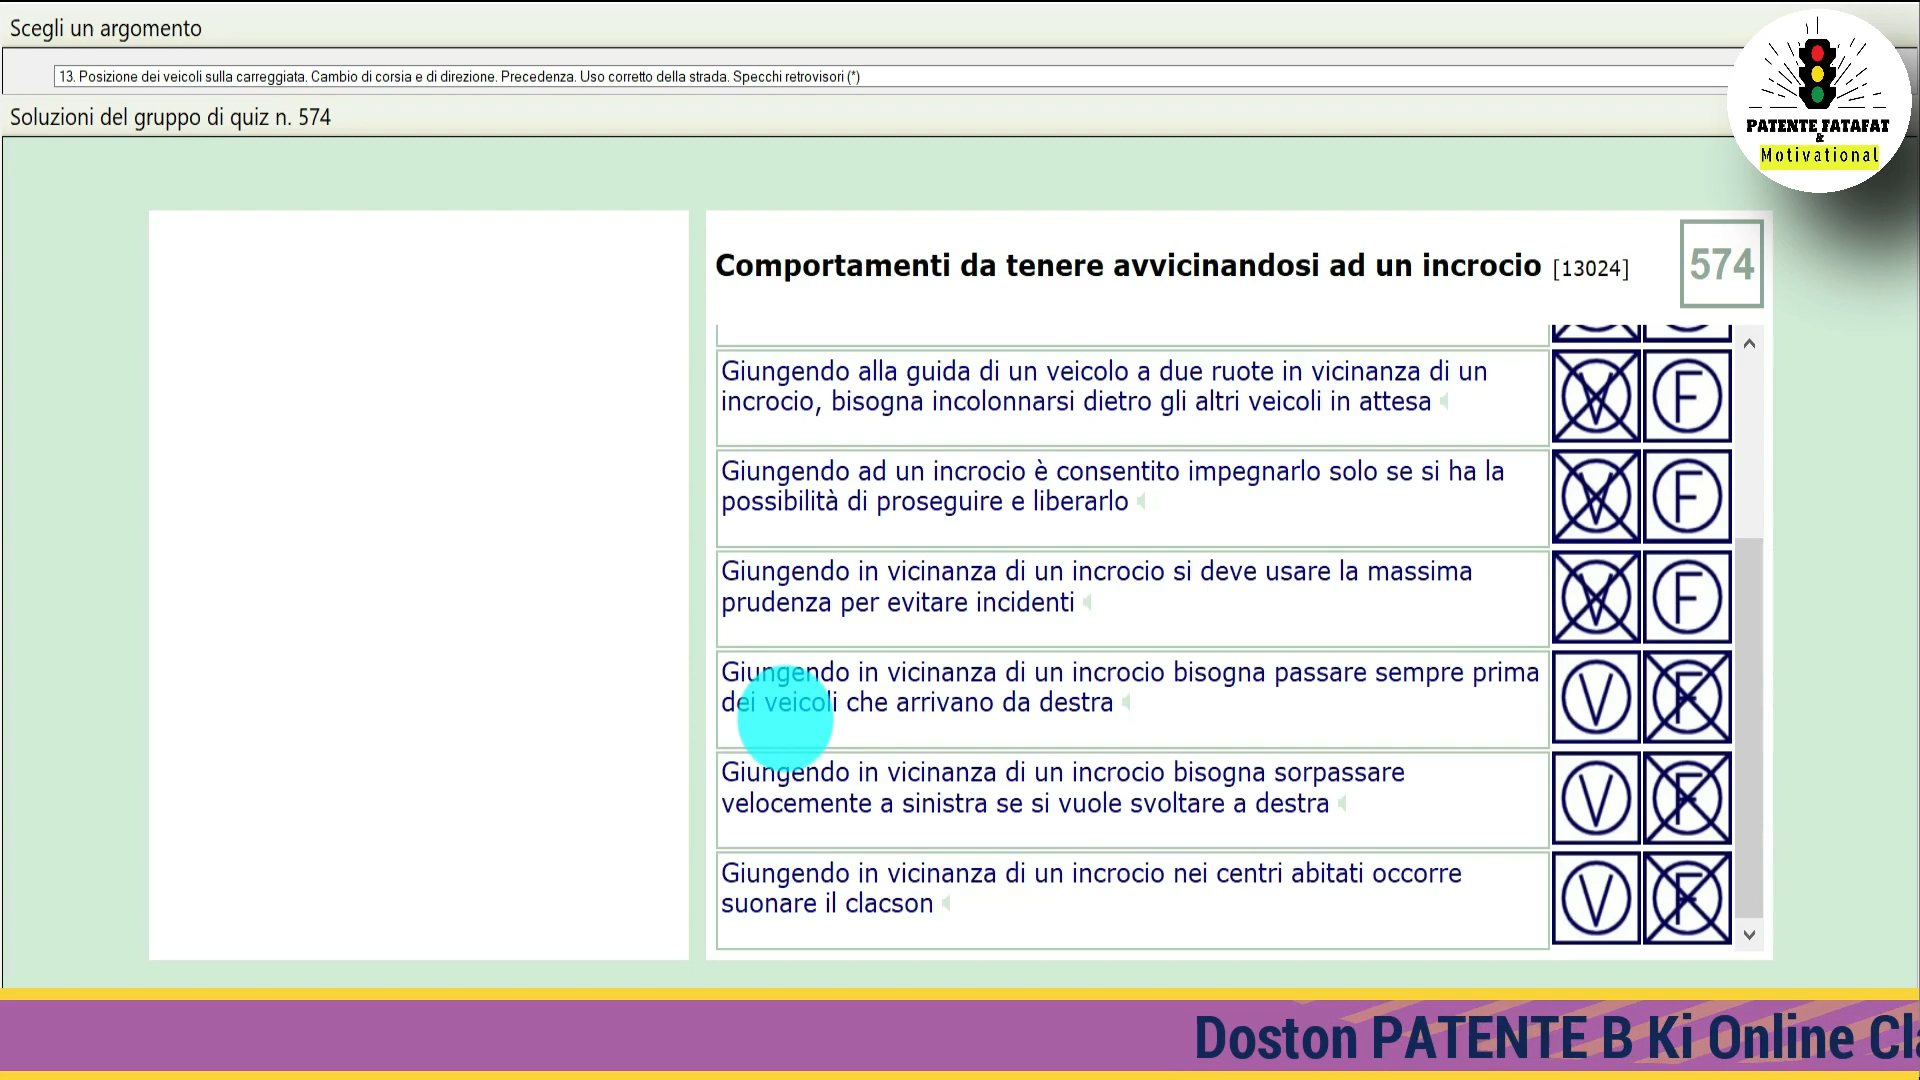 Scegli un argomento
13. Posizione dei veicoli sulla carreggiata. Cambio di corsia e di direzione. Precedenza. Uso corretto della strada. Specchi retrovisori (*)
Soluzioni del gruppo di quiz n. 574
PATENTE FATAFAT
&
Motivational
Comportamenti da tenere avvicinandosi ad un incrocio [13024]
574
Giungendo alla guida di un veicolo a due ruote in vicinanza di un
incrocio, bisogna incolonnarsi dietro gli altri veicoli in attesa
V F
Giungendo ad un incrocio è consentito impegnarlo solo se si ha la
possibilità di proseguire e liberarlo
V F
Giungendo in vicinanza di un incrocio si deve usare la massima
prudenza per evitare incidenti
V F
Giungendo in vicinanza di un incrocio bisogna passare sempre prima
dei veicoli che arrivano da destra
V F
Giungendo in vicinanza di un incrocio bisogna sorpassare
velocemente a sinistra se si vuole svoltare a destra
V F
Giungendo in vicinanza di un incrocio nei centri abitati occorre
suonare il clacson
V F
Doston PATENTE B Ki Online Cl